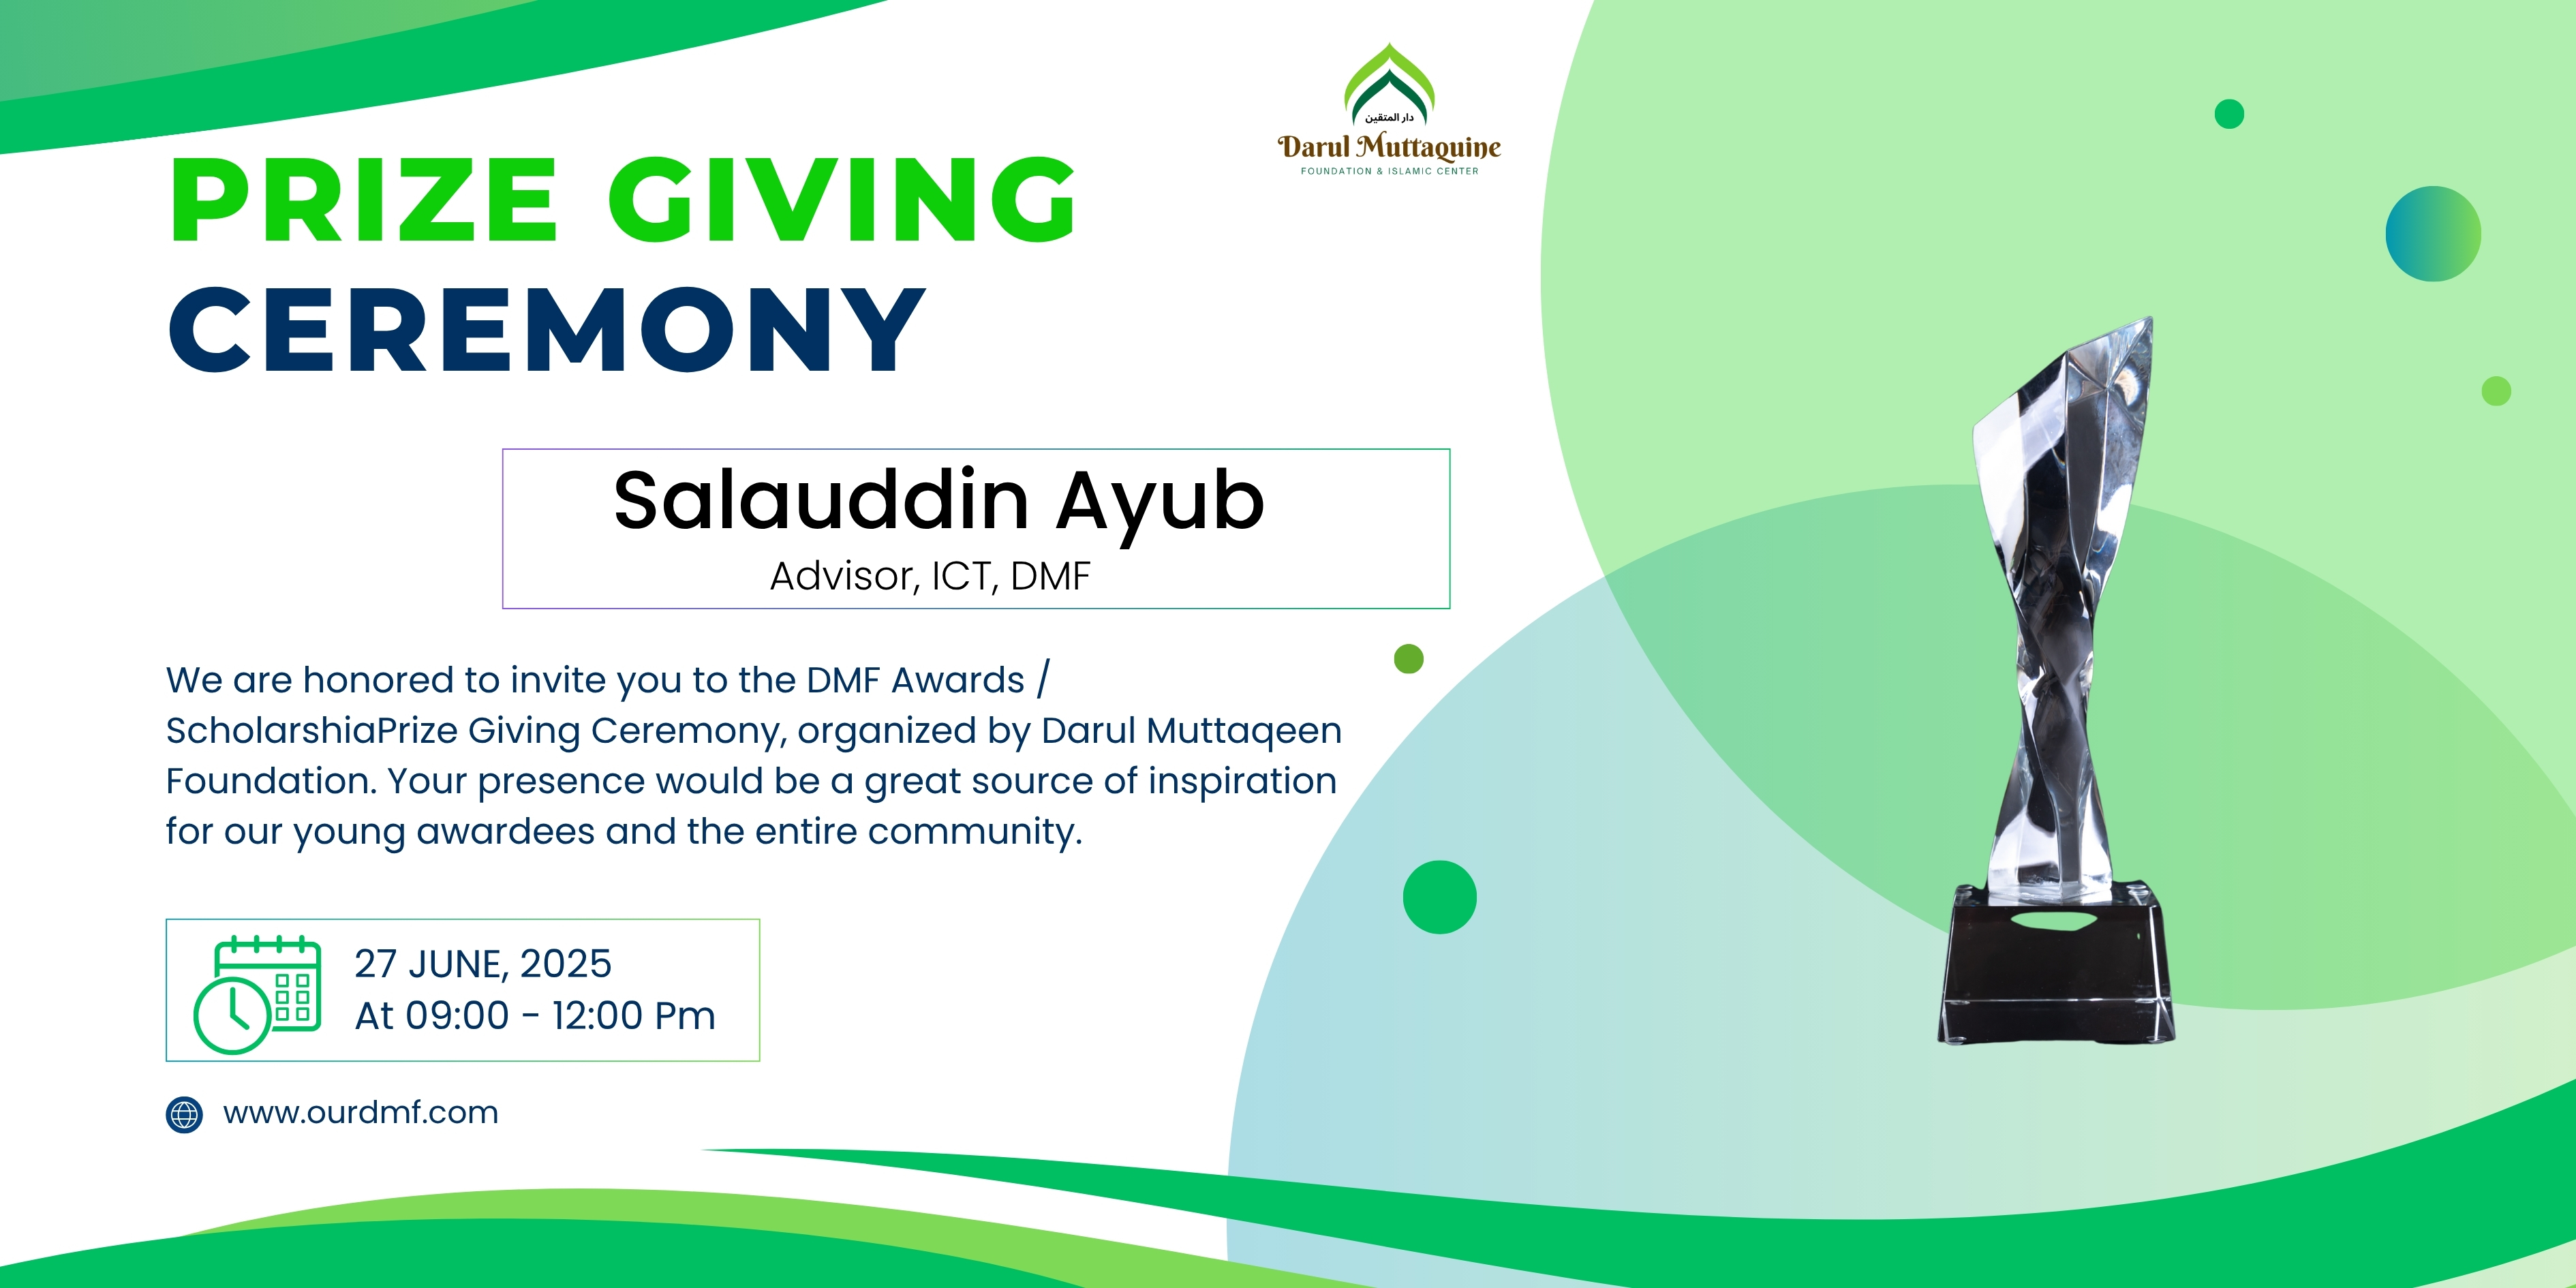 دار المتقين
Darul Muttaquine
FOUNDATION & ISLAMIC CENTER
PRIZE GIVING
CEREMONY
Salauddin Ayub
Advisor, ICT, DMF
We are honored to invite you to the DMF Awards /
ScholarshiaPrize Giving Ceremony, organized by Darul Muttaqeen
Foundation. Your presence would be a great source of inspiration
for our young awardees and the entire community.
27 JUNE, 2025
At 09:00 - 12:00 Pm
www.ourdmf.com